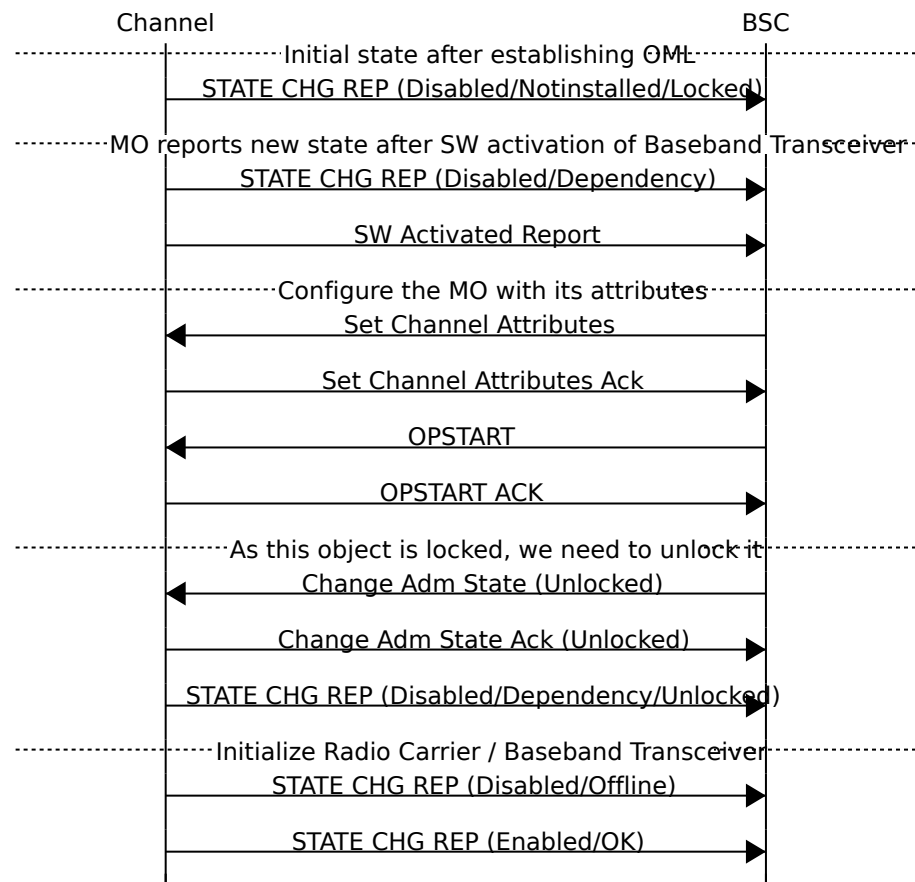 Channel BSC
Initial state after establishing OML
STATE CHG REP (Disabled/Notinstalled/Locked)
MO reports new state after SW activation of Baseband Transceiver
STATE CHG REP (Disabled/Dependency)
SW Activated Report
Configure the MO with its attributes
Set Channel Attributes
Set Channel Attributes Ack
OPSTART
OPSTART ACK
As this object is locked, we need to unlock it
Change Adm State (Unlocked)
Change Adm State Ack (Unlocked)
STATE CHG REP (Disabled/Dependency/Unlocked)
Initialize Radio Carrier / Baseband Transceiver
STATE CHG REP (Disabled/Offline)
STATE CHG REP (Enabled/OK)